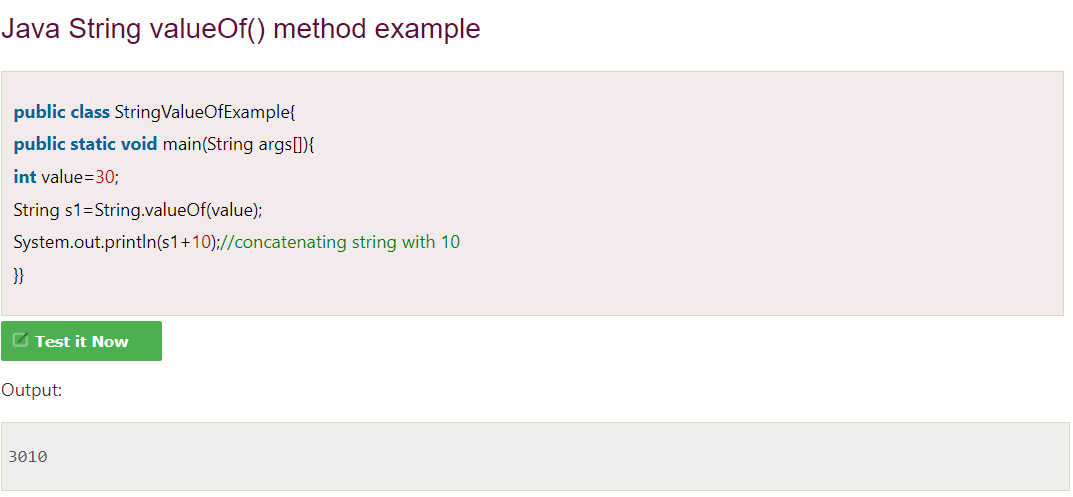 Java String valueOf() method example
public class StringValueOfExample{
public static void main(String args[]){
int value=30;
String s1=String.valueOf(value);
System.out.println(s1+10);//concatenating string with 10
}}
Test it Now
Output:
3010